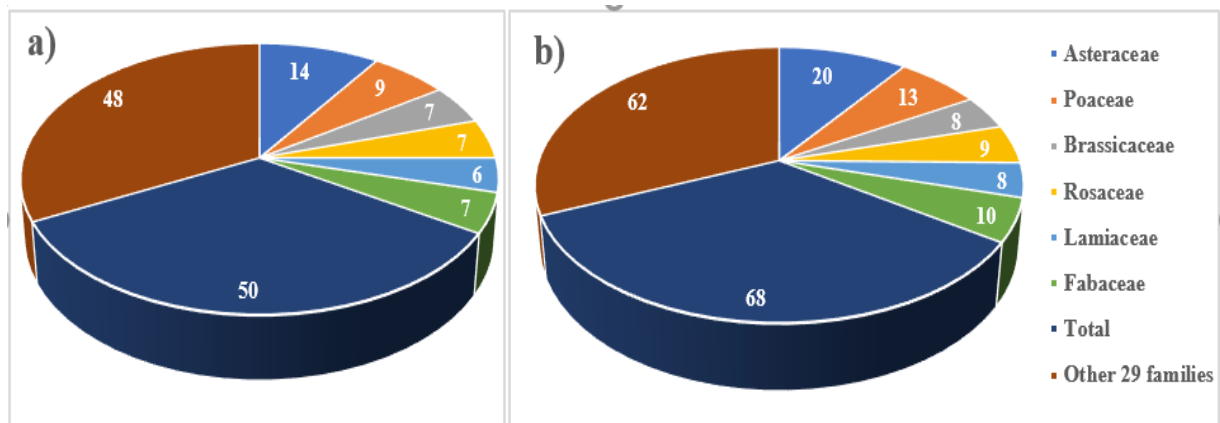 a)
14
9
7
7
6
7
50
48
b)
20
13
8
9
8
10
68
62
Asteraceae
Poaceae
Brassicaceae
Rosaceae
Lamiaceae
Fabaceae
Total
Other 29 families